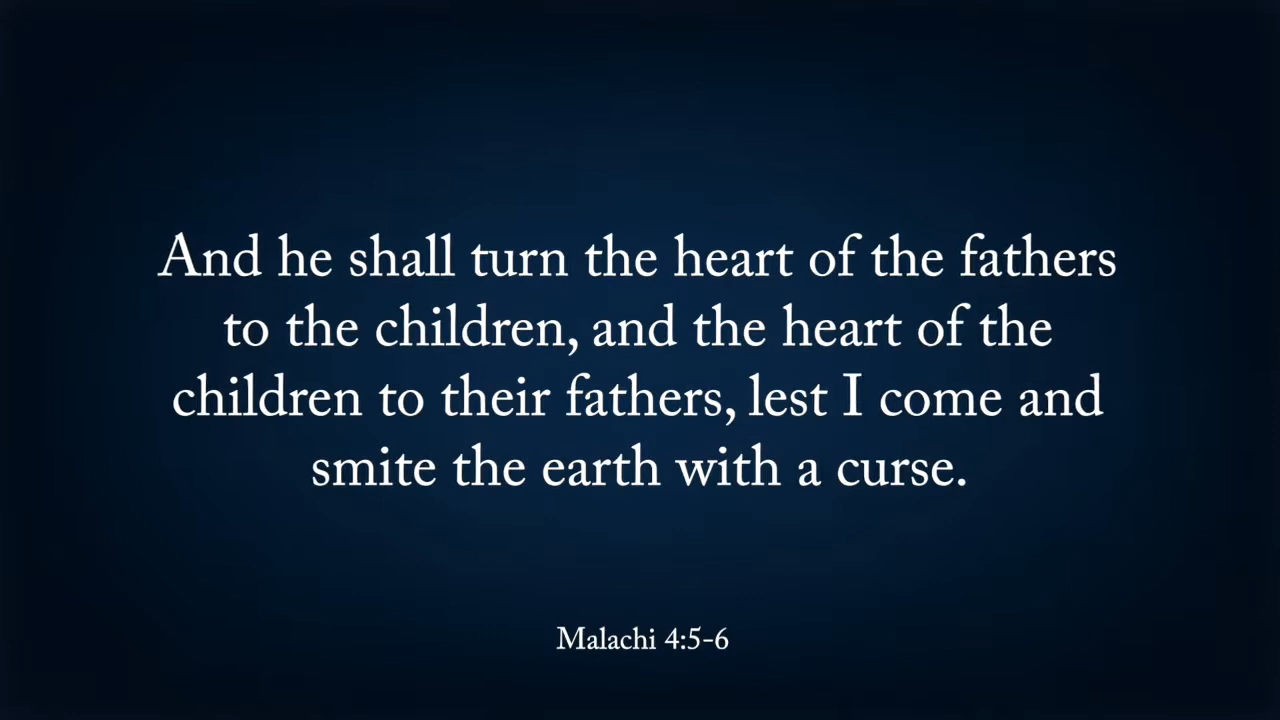 And he shall turn the heart of the fathers
to the children, and the heart of the
children to their fathers, lest I come and
smite the earth with a curse.
Malachi 4:5-6